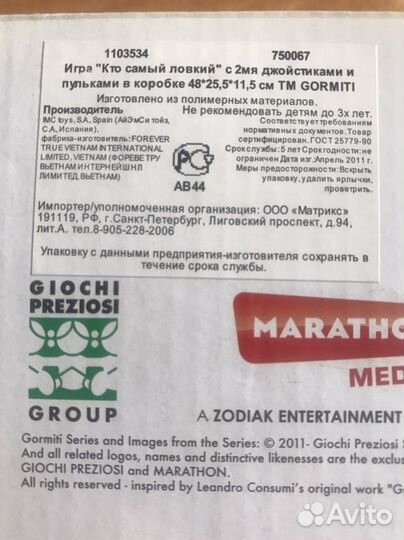 1103534 750067
Игра "Кто самый ловкий" с 2мя джойстиками и
пульками в коробке 48*25,5*11,5 см ТМ GORMITI
Изготовлено из полимерных материалов.
Производитель Не рекомендовать детям до 3х лет.
IMC toys, S.A., Spain (АйЭмСи тойз,
С.А, Испания),
фабрика-изготовитель: FOREVER
TRUE VIETNAM INTERNATIONAL
LIMITED, VIETNAM (ФОРЕВЕ ТРУ
ВЬЕТНАМ ИНТЕРНЕЙШНЛ
ЛИМИТЕД, ВЬЕТНАМ)
РСТ
АВ44
Соответствует требованиям
нормативных документов. Товар
сертифицирован. ГОСТ 25779-90
Срок службы: 5 лет Срок годности: не
ограничен Дата изг:Апрель 2011 г.
Меры предосторожности: Вскрыть
упаковку, удалить ярлычки,
проверить.
Импортер/уполномоченная организация: ООО «Матрикс»
191119, РФ, г.Санкт-Петербург, Лиговский проспект, д.94,
лит.А. тел.8-905-228-2006
Упаковку с данными предприятия-изготовителя сохранять в
течение срока службы.
GIOCHI
PREZIOSI
GROUP
MARATHO
MED
A ZODIAK ENTERTAINMENT
Gormiti Series and Images from the Series: © 2011- Giochi Preziosi S
And all related logos, names and distinctive likenesses are the exclus
GIOCHI PREZIOSI and MARATHON.
All rights reserved - inspired by Leandro Consumi's original work "G
Avito